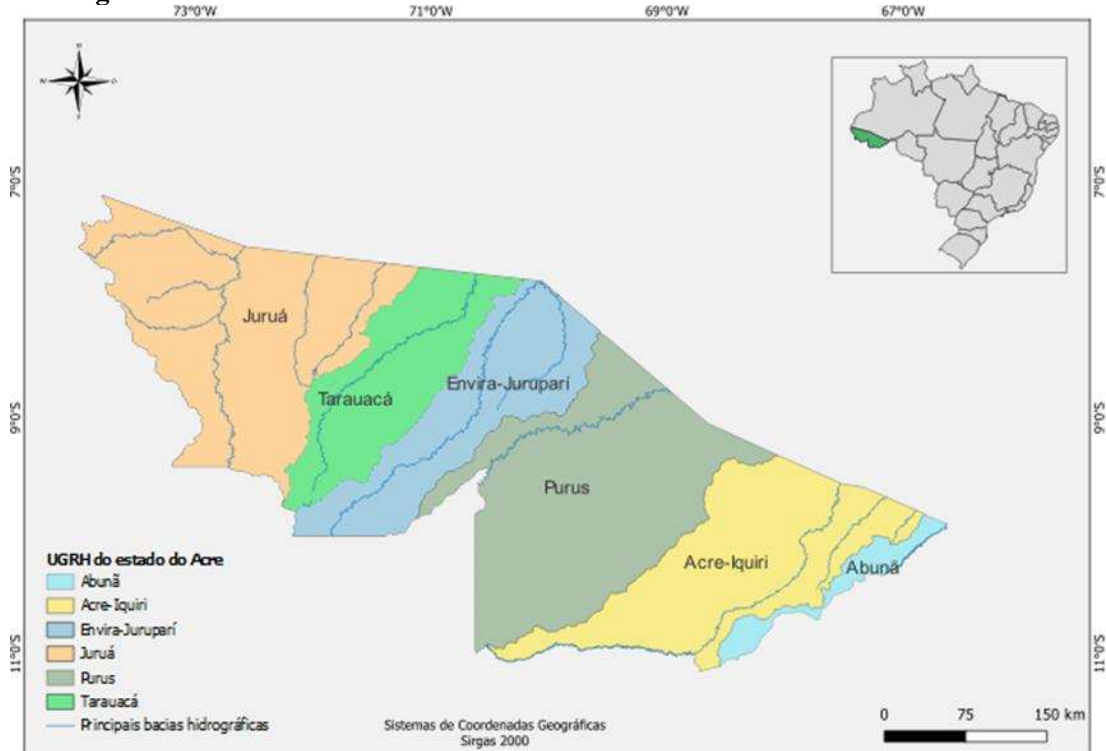 73°0'W 71°0'W 69°0'W 67°0'W
7°0'S 7°0'S
Juruá
Tarauacá
Envira-Juruparí
9°0'S 9°0'S
Purus
Acre-Iquiri
Abunã
UGRH do estado do Acre
Abunã
Acre-Iquiri
Envira-Juruparí
Juruá
Purus
Tarauacá
Principais bacias hidrográficas
11°0'S 11°0'S
Sistemas de Coordenadas Geográficas
Sirgas 2000
0 75 150 km